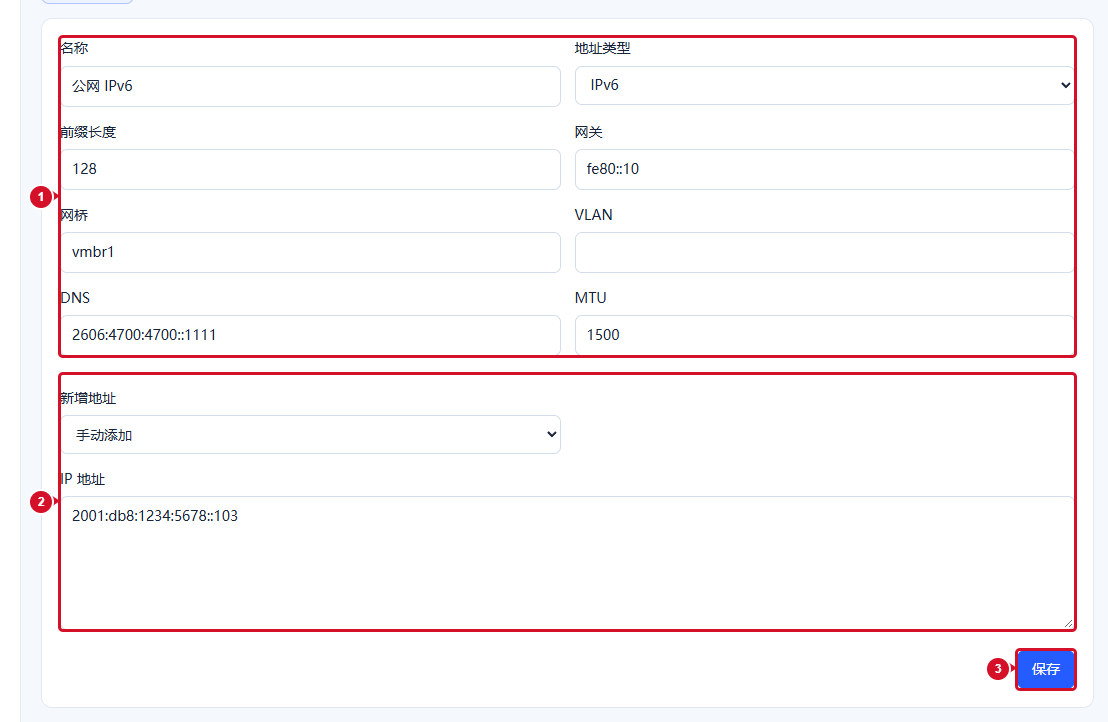 名称
地址类型
公网 IPv6
IPv6
前缀长度
网关
128
fe80::10
1
网桥
VLAN
vmbr1
DNS
MTU
2606:4700:4700::1111
1500
新增地址
手动添加
IP 地址
2
2001:db8:1234:5678::103
3
保存